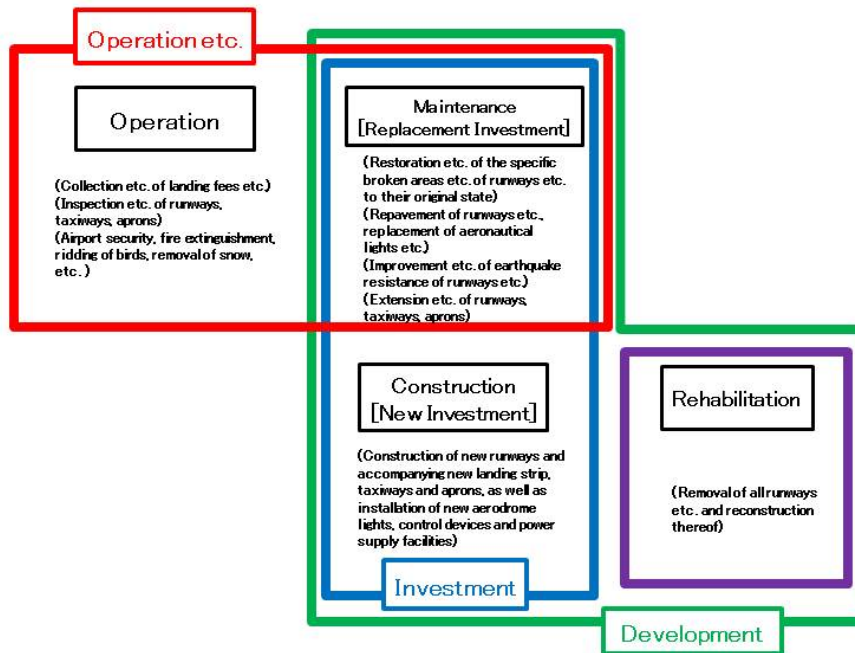 Operation etc.
Operation
(Collection etc. of landing fees etc.)
(Inspection etc. of runways,
taxiways, aprons)
(Airport security, fire extinguishment,
ridding of birds, removal of snow,
etc. )
Maintenance
[Replacement Investment]
(Restoration etc. of the specific
broken areas etc. of runways etc.
to their original state)
(Repavement of runways etc.,
replacement of aeronautical
lights etc.)
(Improvement etc. of earthquake
resistance of runways etc.)
(Extension etc. of runways,
taxiways, aprons)
Construction
[New Investment]
(Construction of new runways and
accompanying new landing strip,
taxiways and aprons, as well as
installation of new aerodrome
lights, control devices and power
supply facilities)
Investment
Rehabilitation
(Removal of all runways
etc. and reconstruction
thereof)
Development